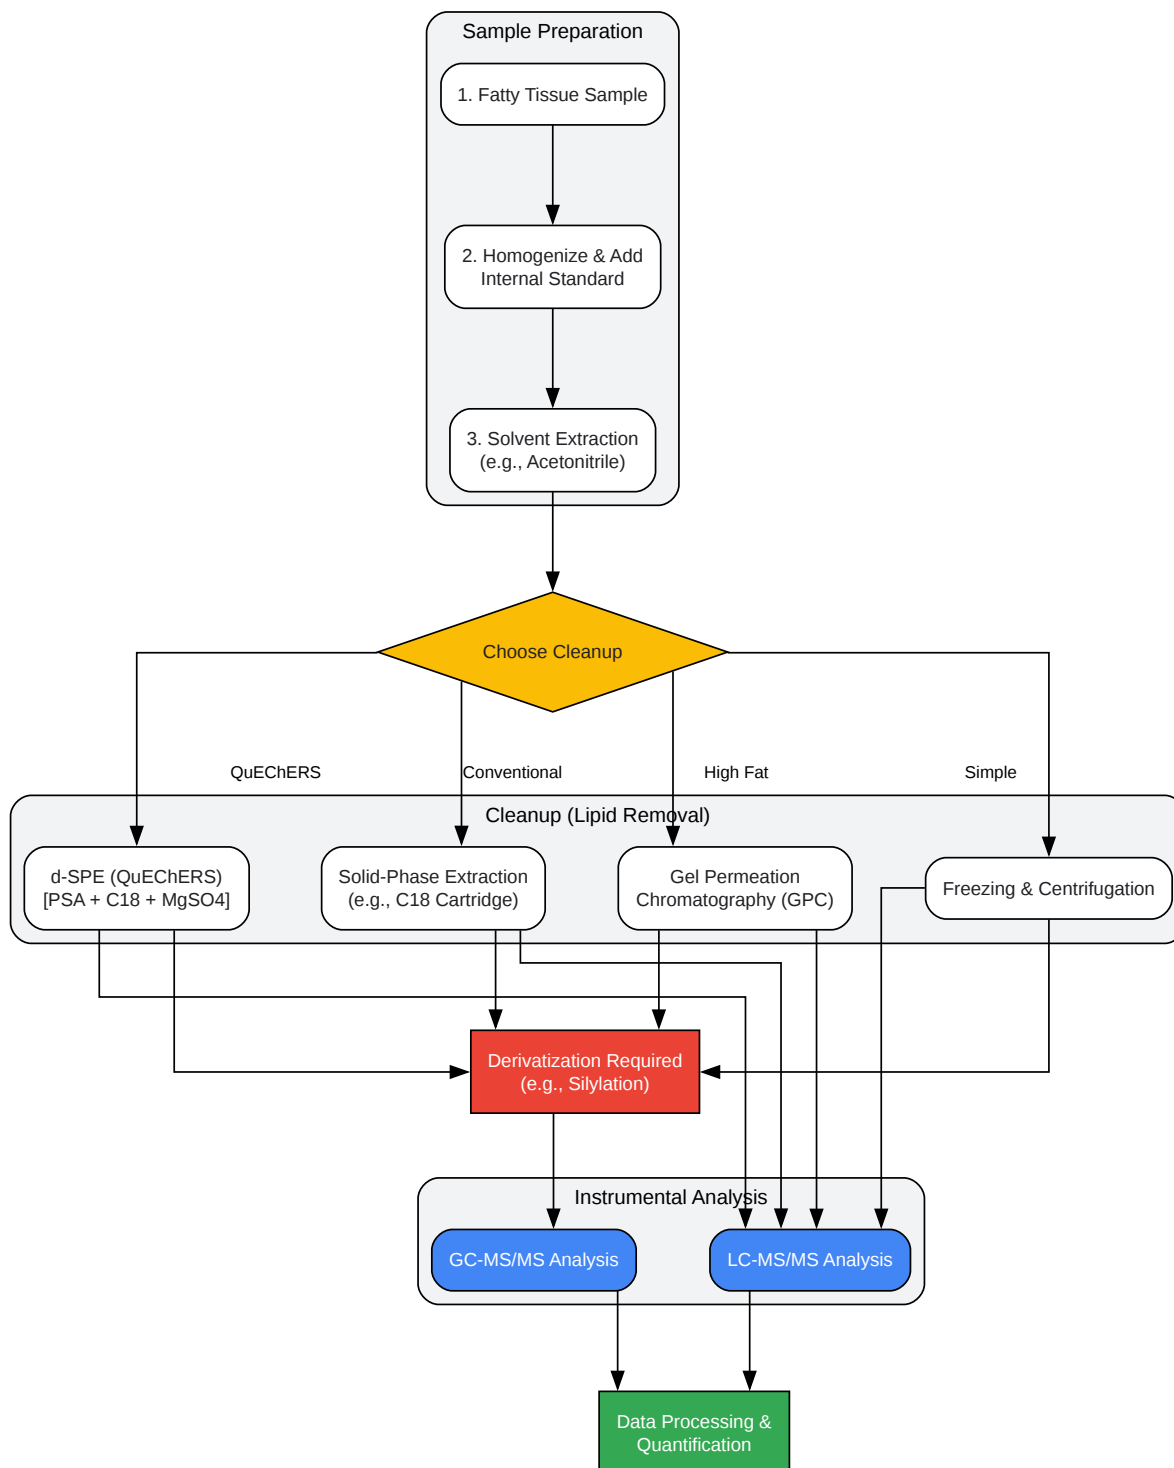 Sample Preparation
1. Fatty Tissue Sample
2. Homogenize & Add
Internal Standard
3. Solvent Extraction
(e.g., Acetonitrile)
Choose Cleanup
QuEChERS
Conventional
High Fat
Simple
Cleanup (Lipid Removal)
d-SPE (QuEChERS)
[PSA + C18 + MgSO4]
Solid-Phase Extraction
(e.g., C18 Cartridge)
Gel Permeation
Chromatography (GPC)
Freezing & Centrifugation
Derivatization Required
(e.g., Silylation)
Instrumental Analysis
GC-MS/MS Analysis
LC-MS/MS Analysis
Data Processing &
Quantification